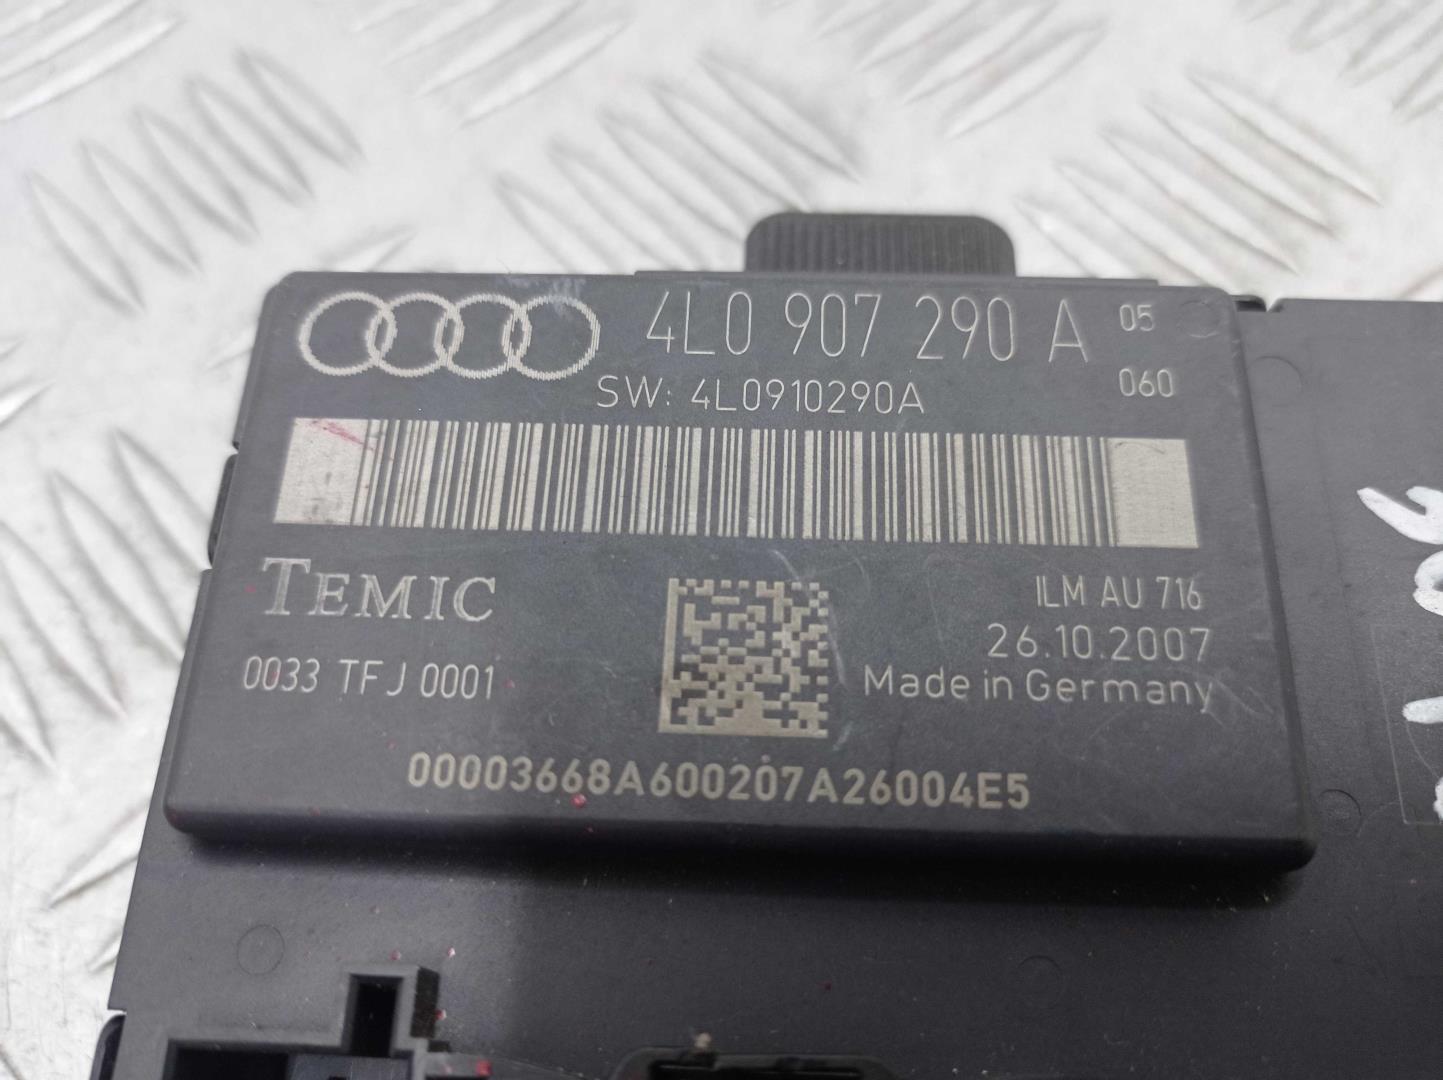 4L0 907 290 A 05
SW: 4L0910290A 060
TEMIC
ILM AU 716
26.10.2007
0033 TFJ 0001
Made in Germany
00003668A600207A26004E5